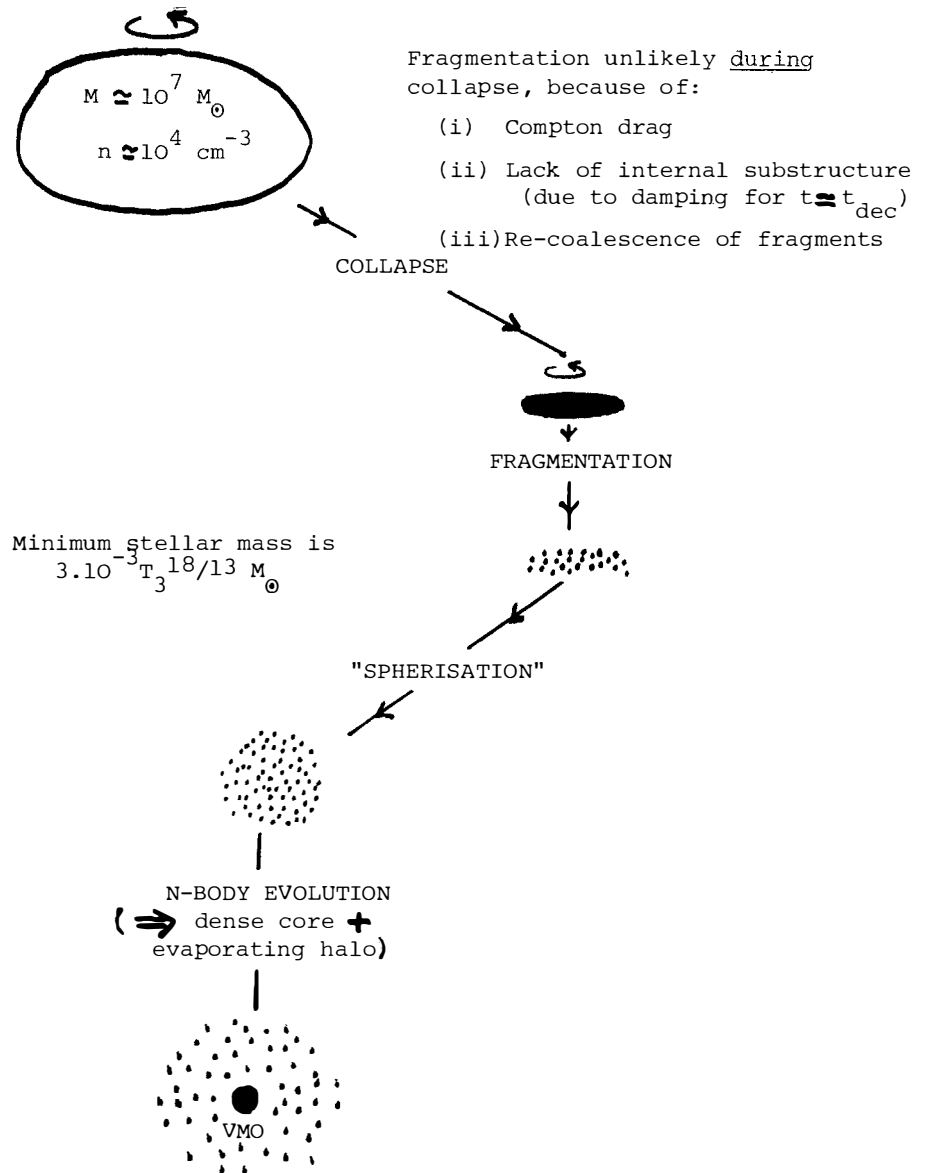 M ≃ 10^7 M_⊙
n ≃ 10^4 cm^-3
Fragmentation unlikely during
collapse, because of:
(i) Compton drag
(ii) Lack of internal substructure
(due to damping for t≃t_dec)
(iii)Re-coalescence of fragments
COLLAPSE
FRAGMENTATION
Minimum stellar mass is
3.10^-3 T_3^18/13 M_⊙
"SPHERISATION"
N-BODY EVOLUTION
(⇒ dense core +
evaporating halo)
VMO